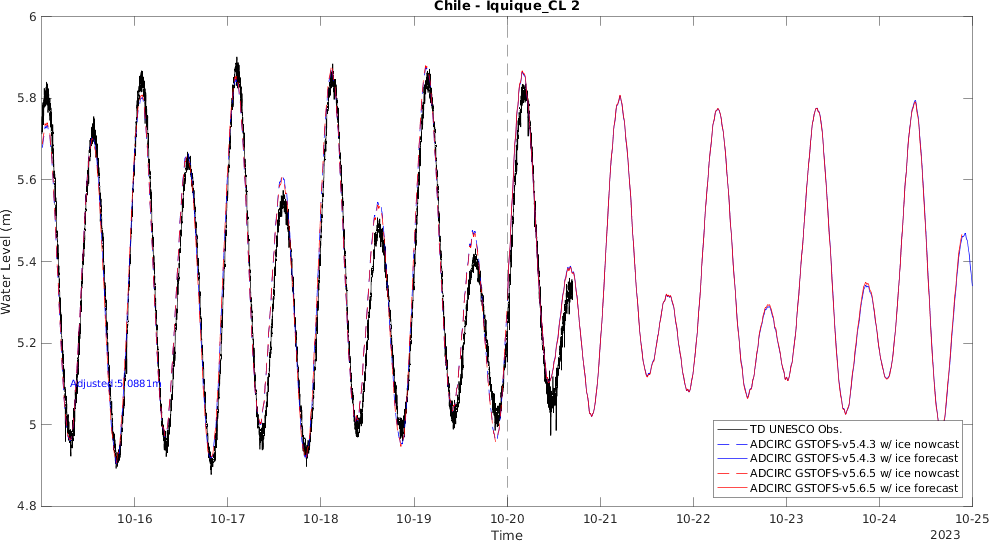 Chile - Iquique_CL 2
6
5.8
5.6
5.4
5.2
5
4.8
Water Level (m)
Adjusted:5.0881m
TD UNESCO Obs.
ADCIRC GSTOFS-v5.4.3 w/ ice nowcast
ADCIRC GSTOFS-v5.4.3 w/ ice forecast
ADCIRC GSTOFS-v5.6.5 w/ ice nowcast
ADCIRC GSTOFS-v5.6.5 w/ ice forecast
10-16 10-17 10-18 10-19 10-20 10-21 10-22 10-23 10-24 10-25
Time
2023